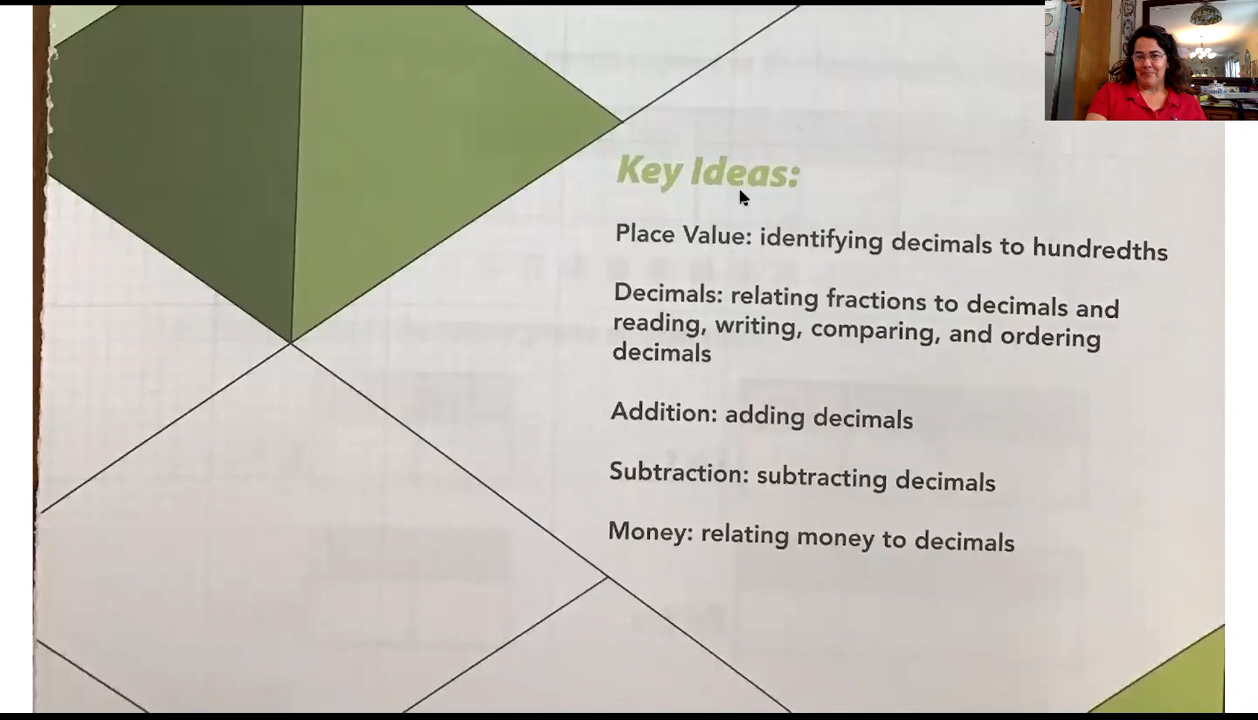 Key Ideas:
Place Value: identifying decimals to hundredths
Decimals: relating fractions to decimals and
reading, writing, comparing, and ordering
decimals
Addition: adding decimals
Subtraction: subtracting decimals
Money: relating money to decimals